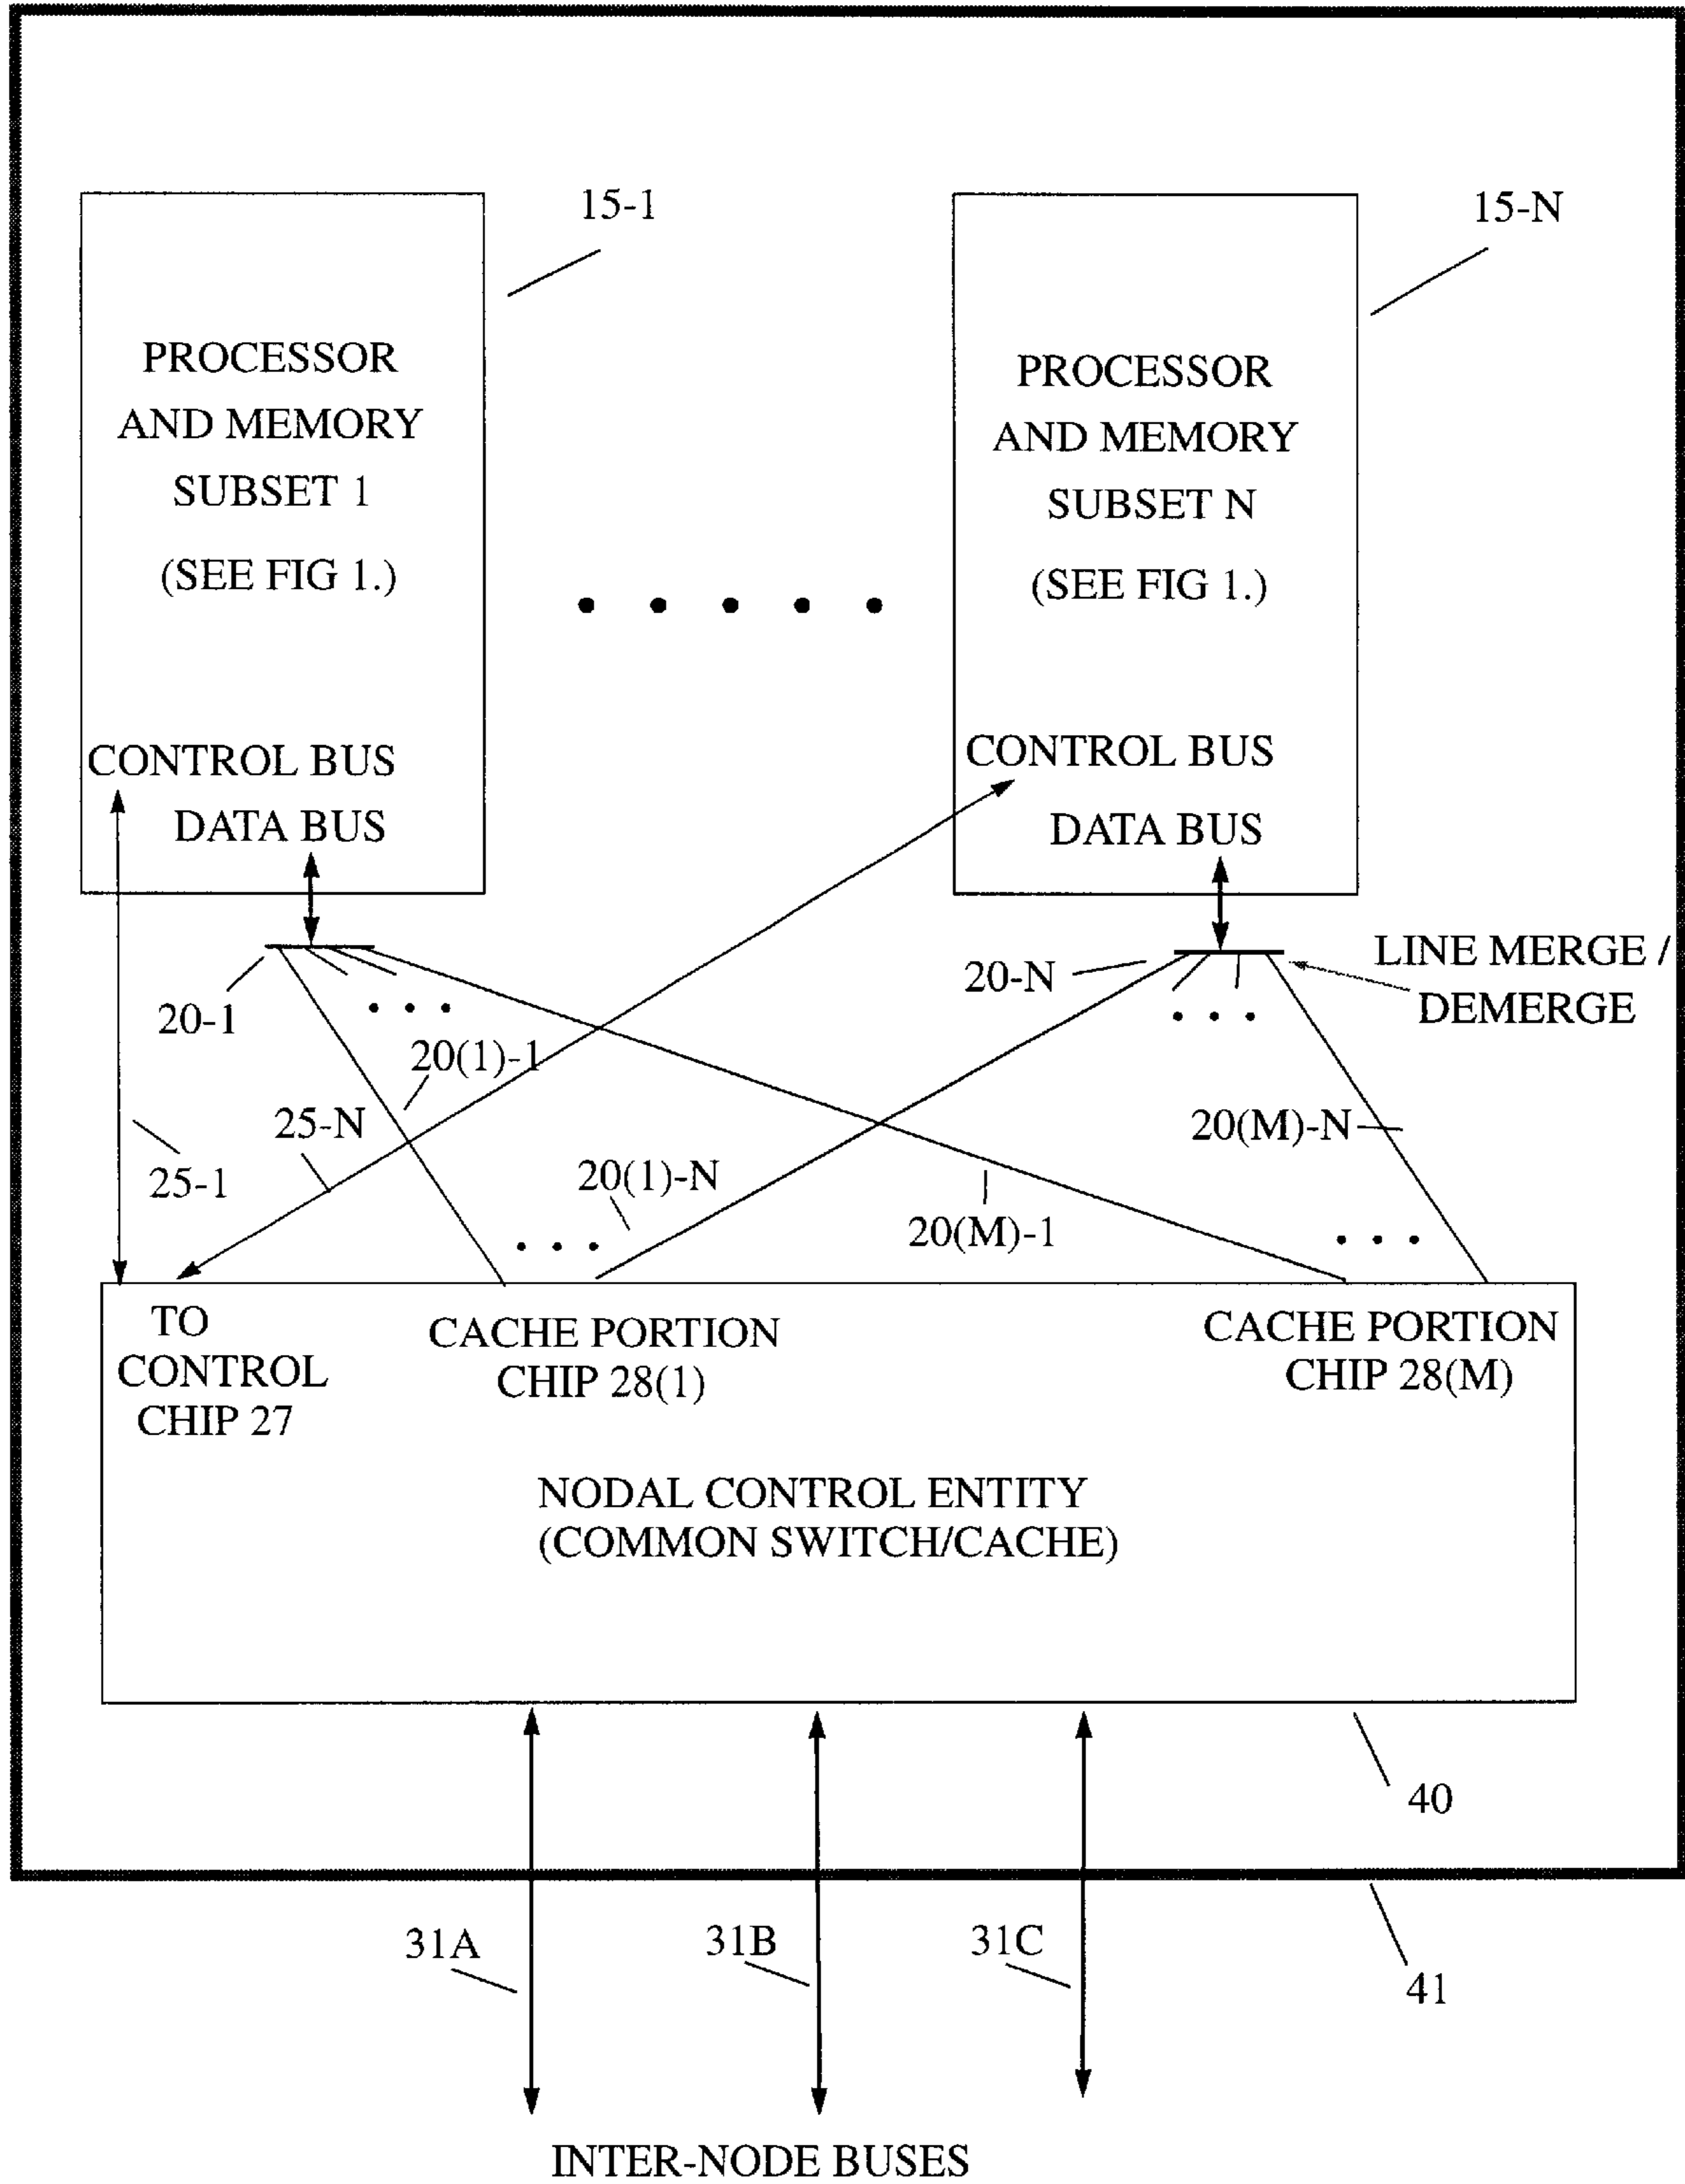 15-1
15-N
PROCESSOR
AND MEMORY
SUBSET 1
(SEE FIG 1.)
PROCESSOR
AND MEMORY
SUBSET N
(SEE FIG 1.)
CONTROL BUS
DATA BUS
CONTROL BUS
DATA BUS
20-1
20-N
LINE MERGE /
DEMERGE
20(1)-1
25-N
25-1
20(1)-N
20(M)-1
20(M)-N
TO
CONTROL
CHIP 27
CACHE PORTION
CHIP 28(1)
CACHE PORTION
CHIP 28(M)
NODAL CONTROL ENTITY
(COMMON SWITCH/CACHE)
40
31A
31B
31C
41
INTER-NODE BUSES